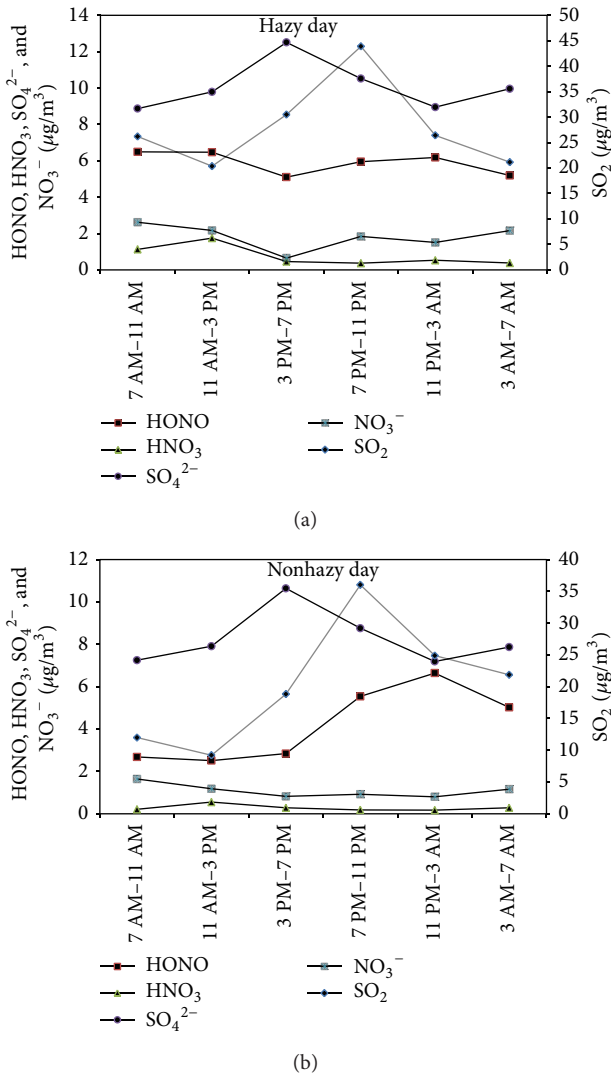 Hazy day
HONO, HNO₃, SO₄²⁻, and
NO₃⁻ (μg/m³)
14
12
10
8
6
4
2
0
50
45
40
35
30
25
20
15
10
5
0
SO₂ (μg/m³)
7 AM–11 AM
11 AM–3 PM
3 PM–7 PM
7 PM–11 PM
11 PM–3 AM
3 AM–7 AM
HONO
HNO₃
SO₄²⁻
NO₃⁻
SO₂
(a)
Nonhazy day
HONO, HNO₃, SO₄²⁻, and
NO₃⁻ (μg/m³)
12
10
8
6
4
2
0
40
35
30
25
20
15
10
5
0
SO₂ (μg/m³)
7 AM–11 AM
11 AM–3 PM
3 PM–7 PM
7 PM–11 PM
11 PM–3 AM
3 AM–7 AM
HONO
HNO₃
SO₄²⁻
NO₃⁻
SO₂
(b)